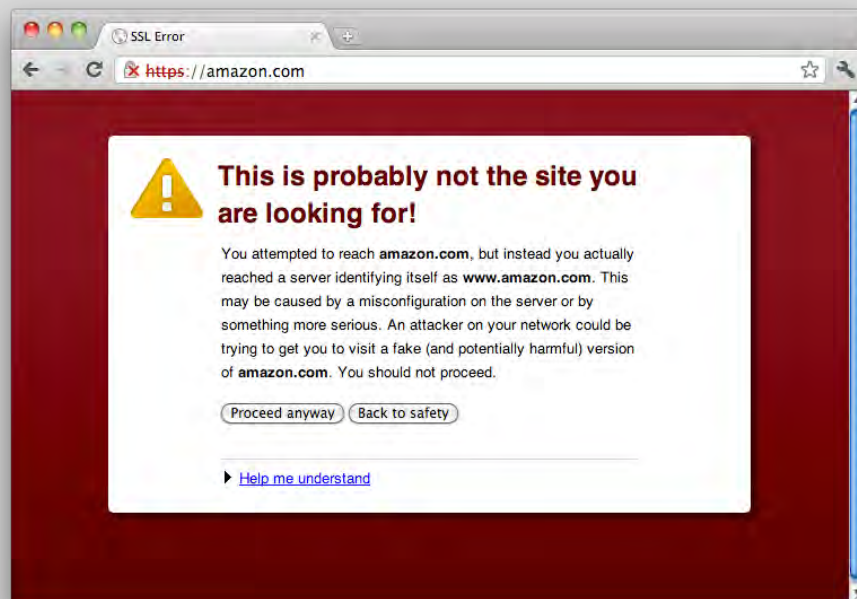 SSL Error
https://amazon.com
This is probably not the site you
are looking for!
You attempted to reach amazon.com, but instead you actually
reached a server identifying itself as www.amazon.com. This
may be caused by a misconfiguration on the server or by
something more serious. An attacker on your network could be
trying to get you to visit a fake (and potentially harmful) version
of amazon.com. You should not proceed.
Proceed anyway Back to safety
Help me understand